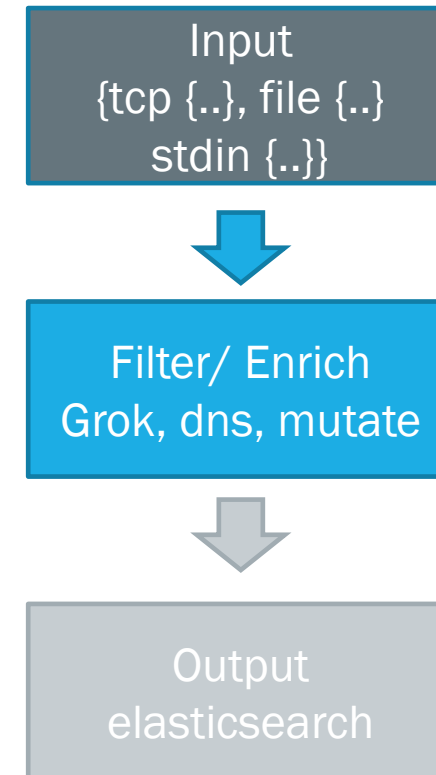 Input
{tcp {..}, file {..}
stdin {..}}
Filter/ Enrich
Grok, dns, mutate
Output
elasticsearch